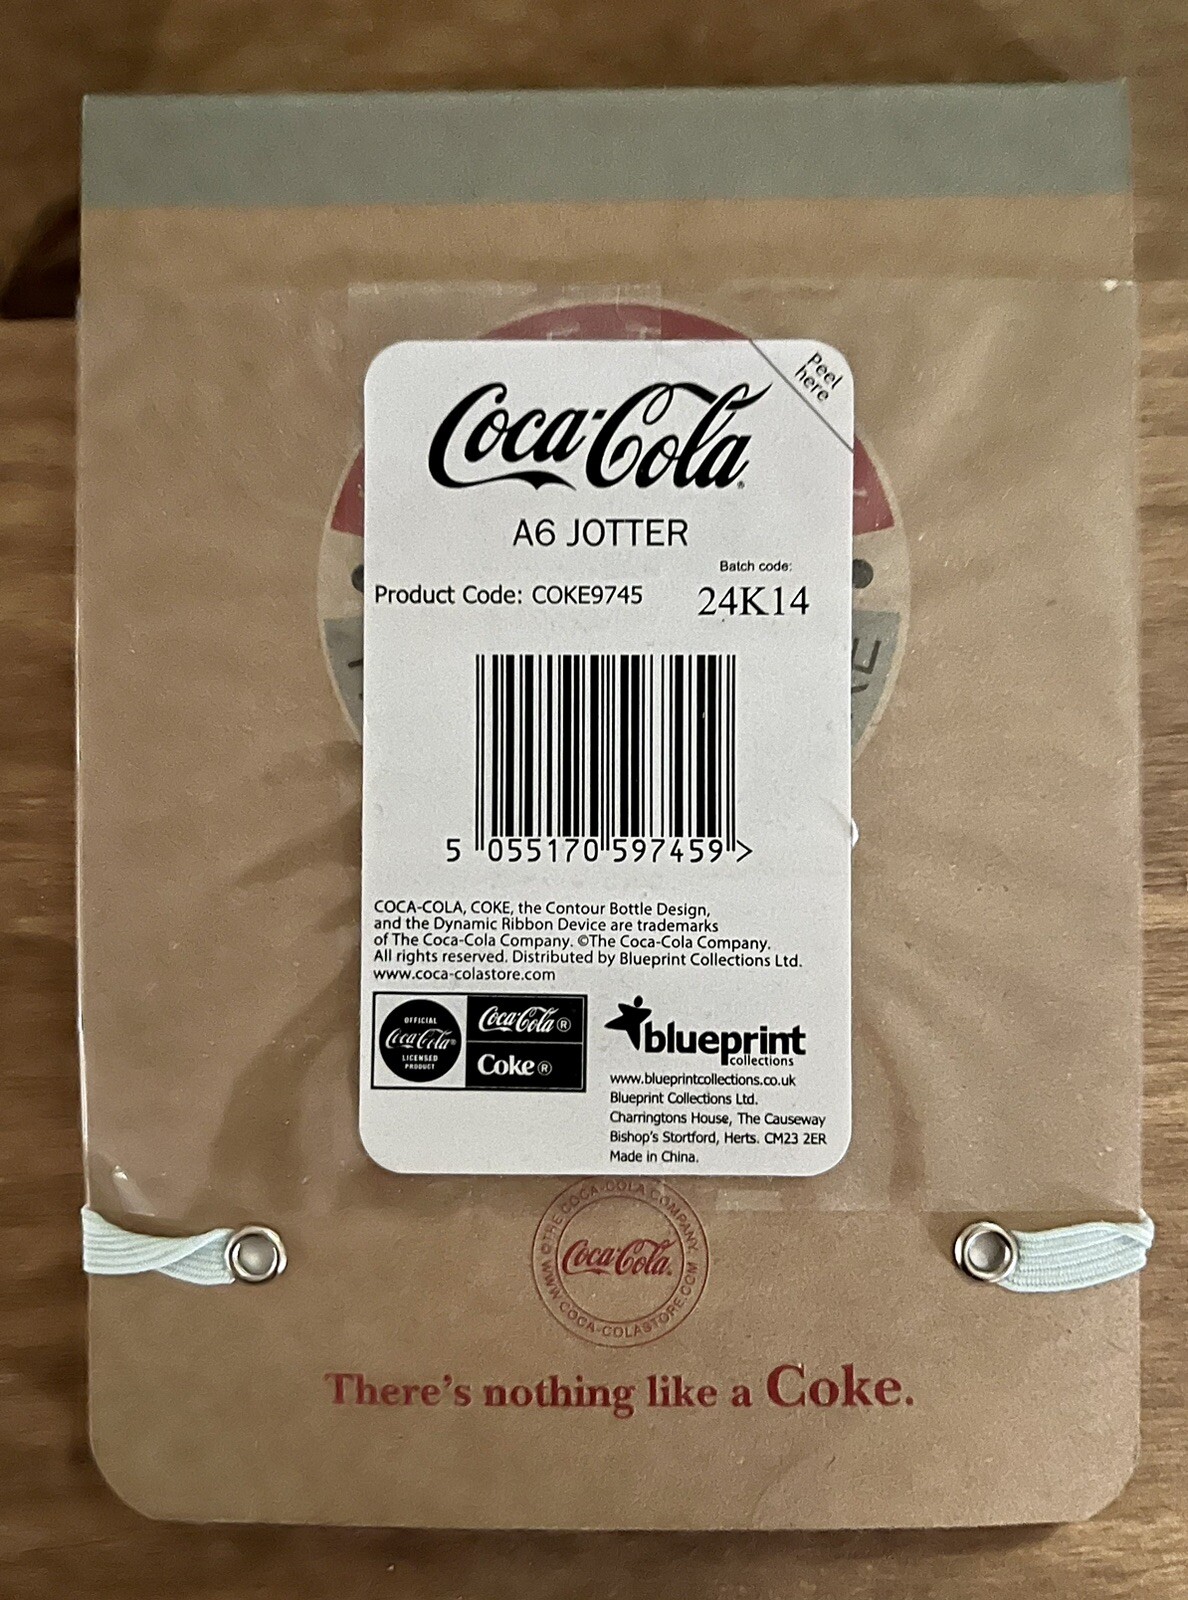 Peel
here
Coca-Cola®
A6 JOTTER
Batch code:
Product Code: COKE9745
24K14
5 055170 597459 >
COCA-COLA, COKE, the Contour Bottle Design,
and the Dynamic Ribbon Device are trademarks
of The Coca-Cola Company. ©The Coca-Cola Company.
All rights reserved. Distributed by Blueprint Collections Ltd.
www.coca-colastore.com
OFFICIAL
Coca-Cola®
LICENSED
PRODUCT
Coca-Cola®
Coke®
blueprint
collections
www.blueprintcollections.co.uk
Blueprint Collections Ltd.
Charringtons House, The Causeway
Bishop's Stortford, Herts. CM23 2ER
Made in China.
©THE COCA-COLA COMPANY.
Coca-Cola
WWW.COCA-COLASTORE.COM
There's nothing like a Coke.